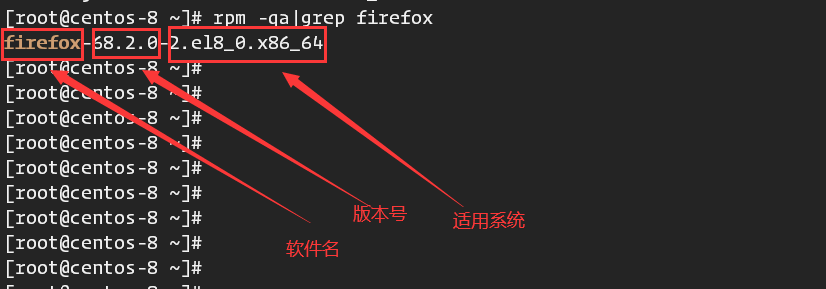 [root@centos-8 ~]# rpm -qa|grep firefox
firefox-68.2.0-2.el8_0.x86_64
[root@centos-8 ~]#
[root@centos-8 ~]#
[root@centos-8 ~]#
[root@centos-8 ~]#
[root@centos-8 ~]#
[root@centos-8 ~]#
版本号
适用系统
[root@centos-8 ~]#
软件名
[root@centos-8 ~]#
[root@centos-8 ~]#